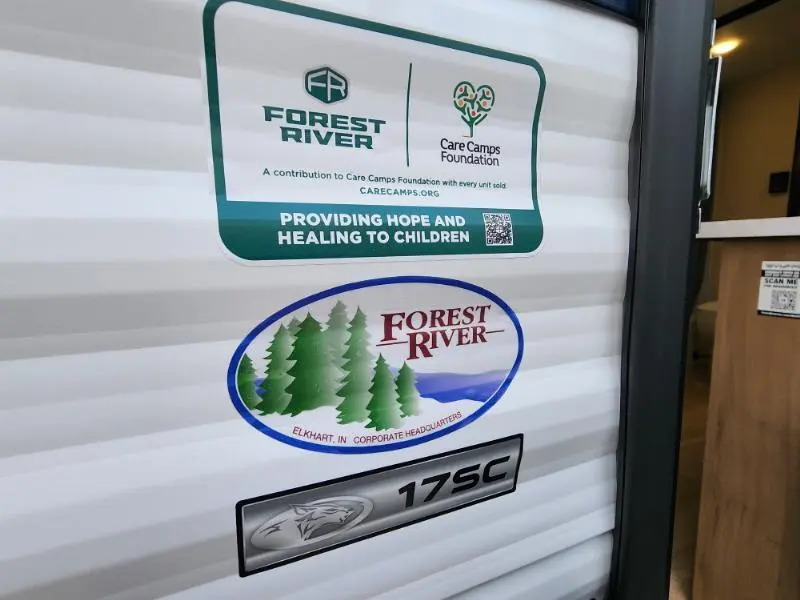 FR
FOREST
RIVER
Care Camps
Foundation
A contribution to Care Camps Foundation with every unit sold.
CARECAMPS.ORG
PROVIDING HOPE AND
HEALING TO CHILDREN
FOREST
RIVER
ELKHART, IN CORPORATE HEADQUARTERS
17SC
SCAN ME